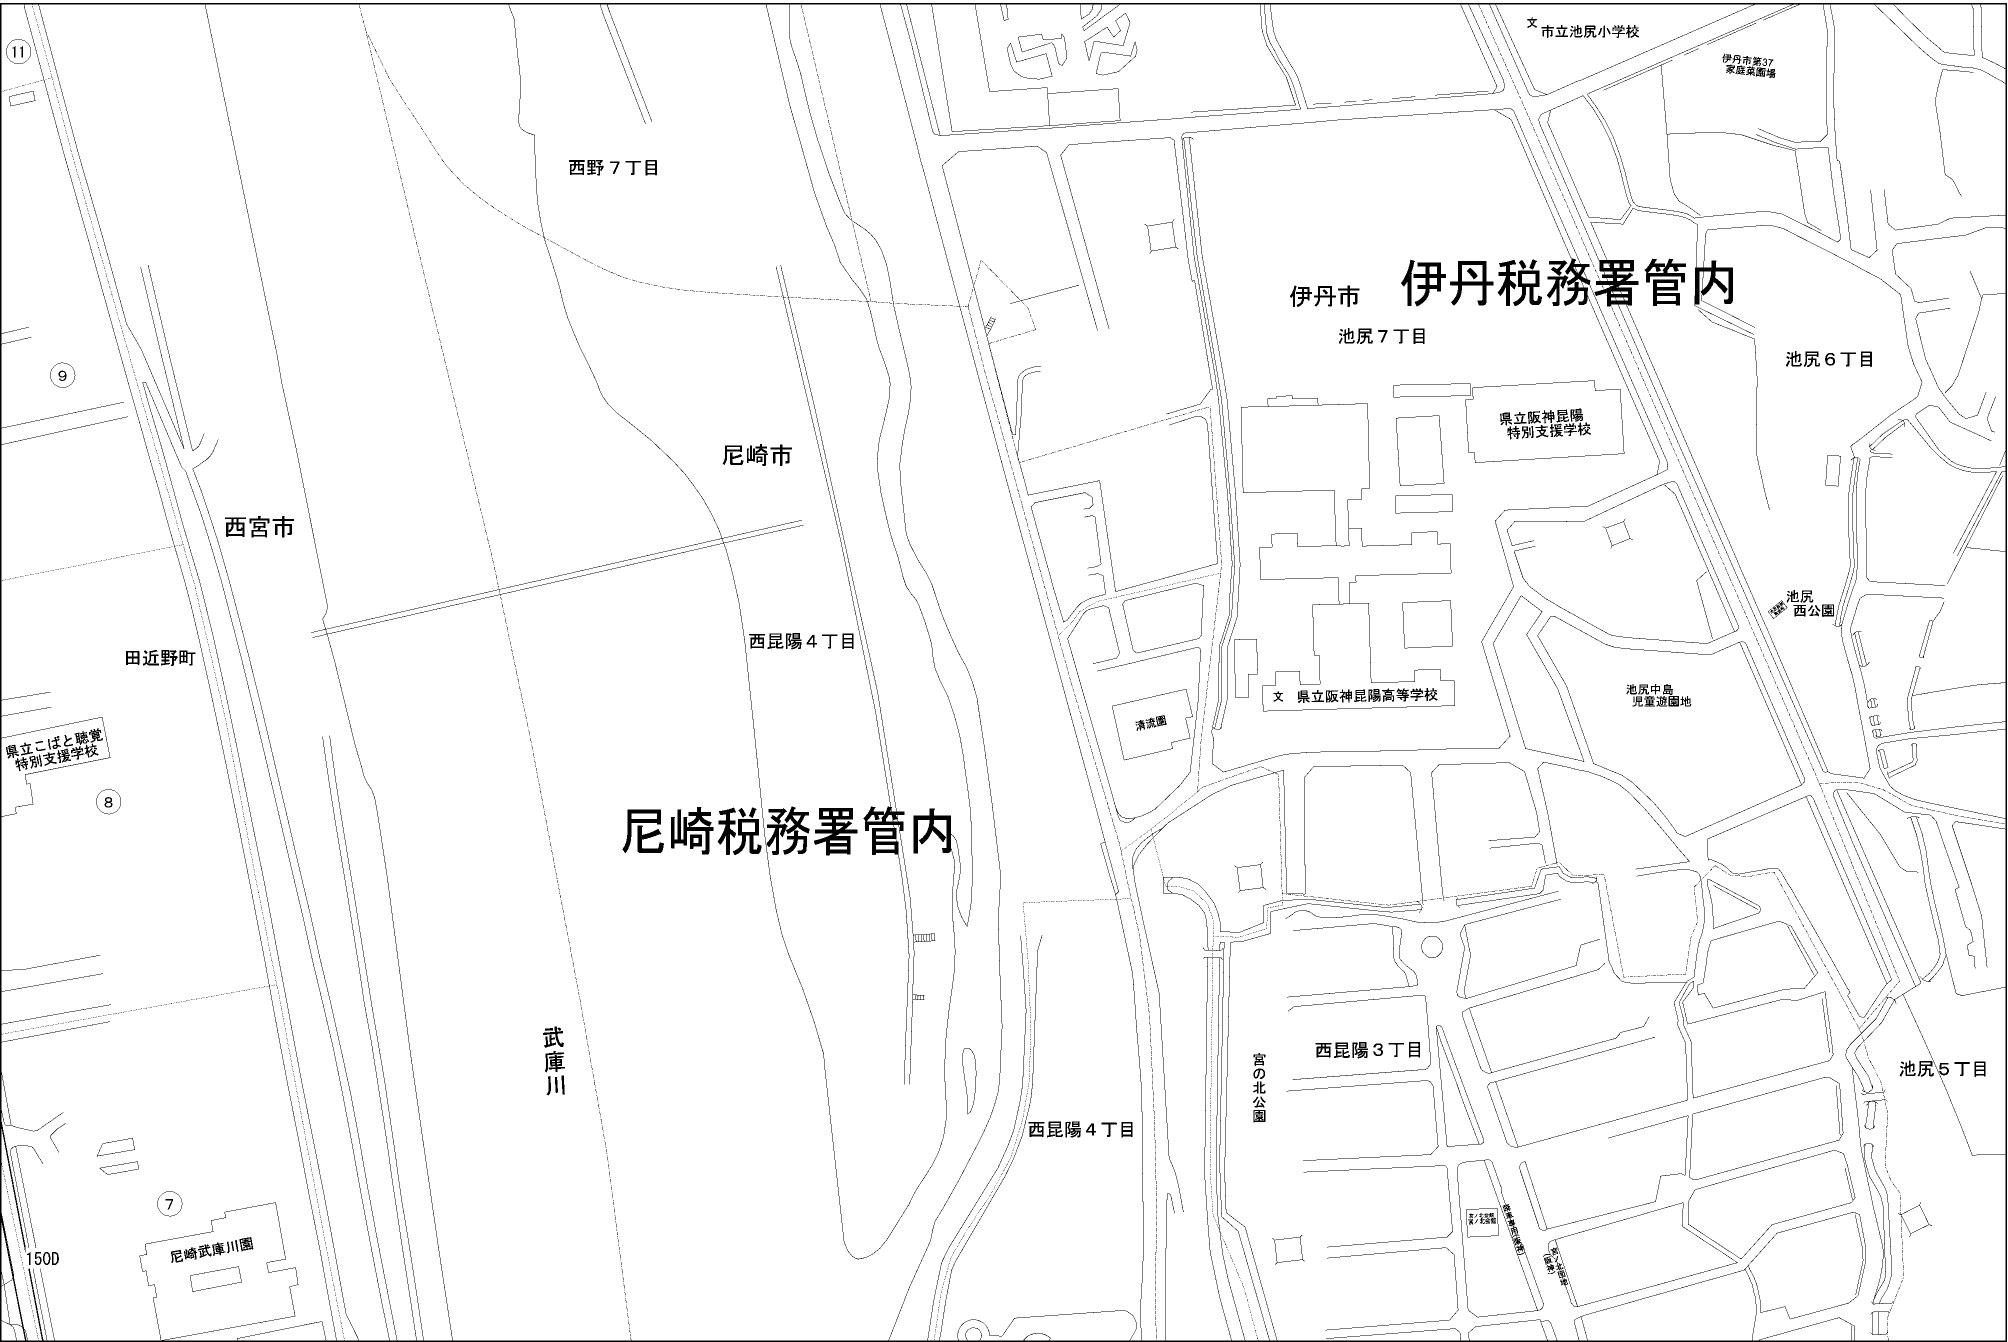 11
文 市立池尻小学校
伊丹市第37
家庭菜園場
西野7丁目
伊丹税務署管内
伊丹市
池尻7丁目
池尻6丁目
9
県立阪神昆陽
特別支援学校
尼崎市
西宮市
池尻
西公園
西昆陽4丁目
田近野町
池尻中島
児童遊園地
文 県立阪神昆陽高等学校
清流園
県立こばと聴覚
特別支援学校
8
尼崎税務署管内
武庫川
西昆陽3丁目
宮の北公園
池尻5丁目
西昆陽4丁目
7
尼崎武庫川園
150D
宮ノ北団地